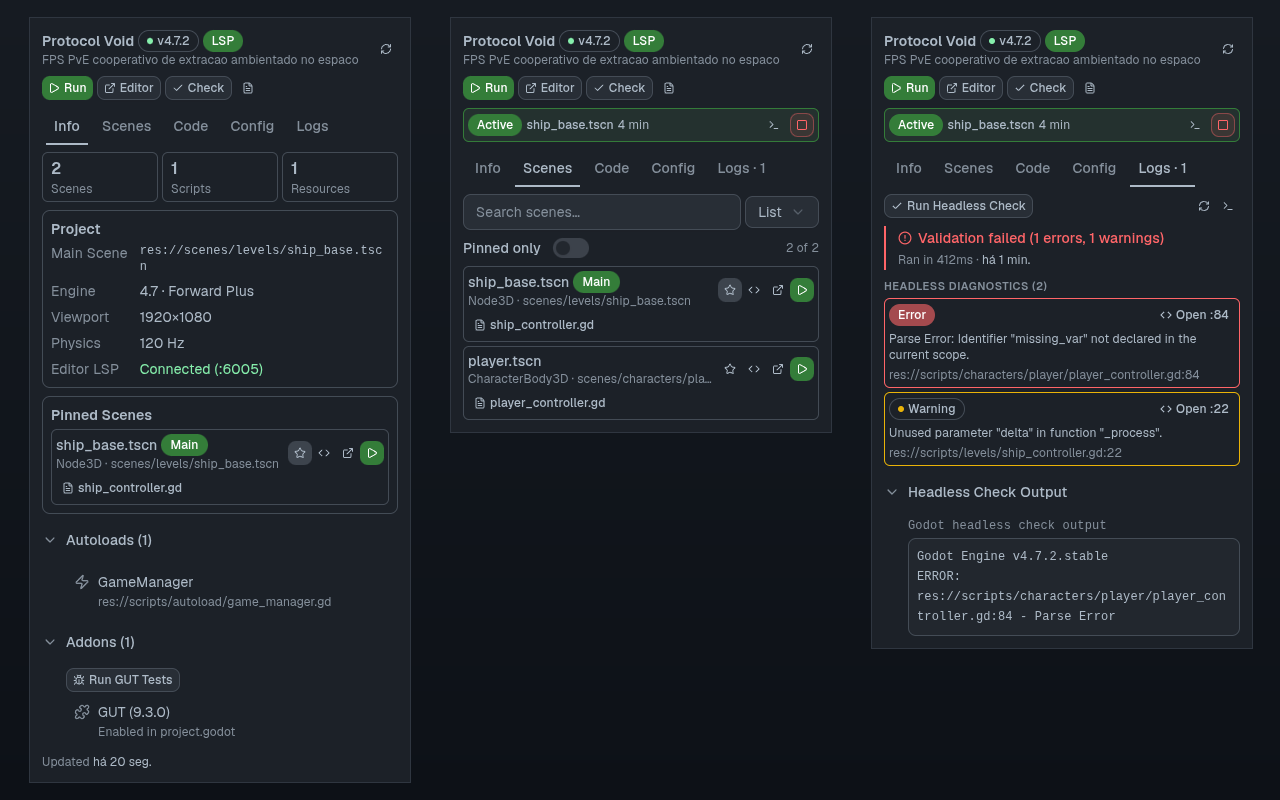 Protocol Void v4.7.2 LSP
FPS PvE cooperativo de extracao ambientado no espaco
Run Editor Check
Info Scenes Code Config Logs
2 1 1
Scenes Scripts Resources
Project
Main Scene res://scenes/levels/ship_base.tsc
n
Engine 4.7 · Forward Plus
Viewport 1920×1080
Physics 120 Hz
Editor LSP Connected (:6005)
Pinned Scenes
ship_base.tscn Main
Node3D · scenes/levels/ship_base.tscn
ship_controller.gd
Autoloads (1)
GameManager
res://scripts/autoload/game_manager.gd
Addons (1)
Run GUT Tests
GUT (9.3.0)
Enabled in project.godot
Updated há 20 seg.
Protocol Void v4.7.2 LSP
FPS PvE cooperativo de extracao ambientado no espaco
Run Editor Check
Active ship_base.tscn 4 min
Info Scenes Code Config Logs · 1
Search scenes... List
Pinned only 2 of 2
ship_base.tscn Main
Node3D · scenes/levels/ship_base.tscn
ship_controller.gd
player.tscn
CharacterBody3D · scenes/characters/pla...
player_controller.gd
Protocol Void v4.7.2 LSP
FPS PvE cooperativo de extracao ambientado no espaco
Run Editor Check
Active ship_base.tscn 4 min
Info Scenes Code Config Logs · 1
Run Headless Check
Validation failed (1 errors, 1 warnings)
Ran in 412ms · há 1 min.
HEADLESS DIAGNOSTICS (2)
Error Open :84
Parse Error: Identifier "missing_var" not declared in the
current scope.
res://scripts/characters/player/player_controller.gd:84
Warning Open :22
Unused parameter "delta" in function "_process".
res://scripts/levels/ship_controller.gd:22
Headless Check Output
Godot headless check output
Godot Engine v4.7.2.stable
ERROR:
res://scripts/characters/player/player_con
troller.gd:84 - Parse Error